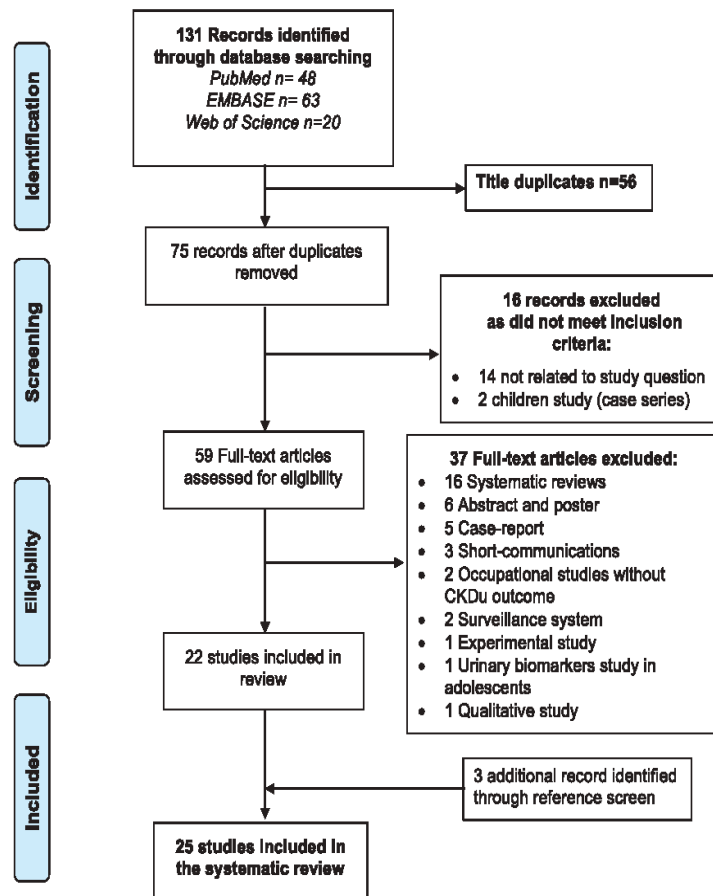 Identification
131 Records identified
through database searching
PubMed n= 48
EMBASE n= 63
Web of Science n=20
Title duplicates n=56
75 records after duplicates
removed
Screening
16 records excluded
as did not meet inclusion
criteria:
• 14 not related to study question
• 2 children study (case series)
59 Full-text articles
assessed for eligibility
Eligibility
37 Full-text articles excluded:
• 16 Systematic reviews
• 6 Abstract and poster
• 5 Case-report
• 3 Short-communications
• 2 Occupational studies without
CKDu outcome
• 2 Surveillance system
• 1 Experimental study
• 1 Urinary biomarkers study in
adolescents
• 1 Qualitative study
22 studies included in
review
Included
3 additional record identified
through reference screen
25 studies included in
the systematic review